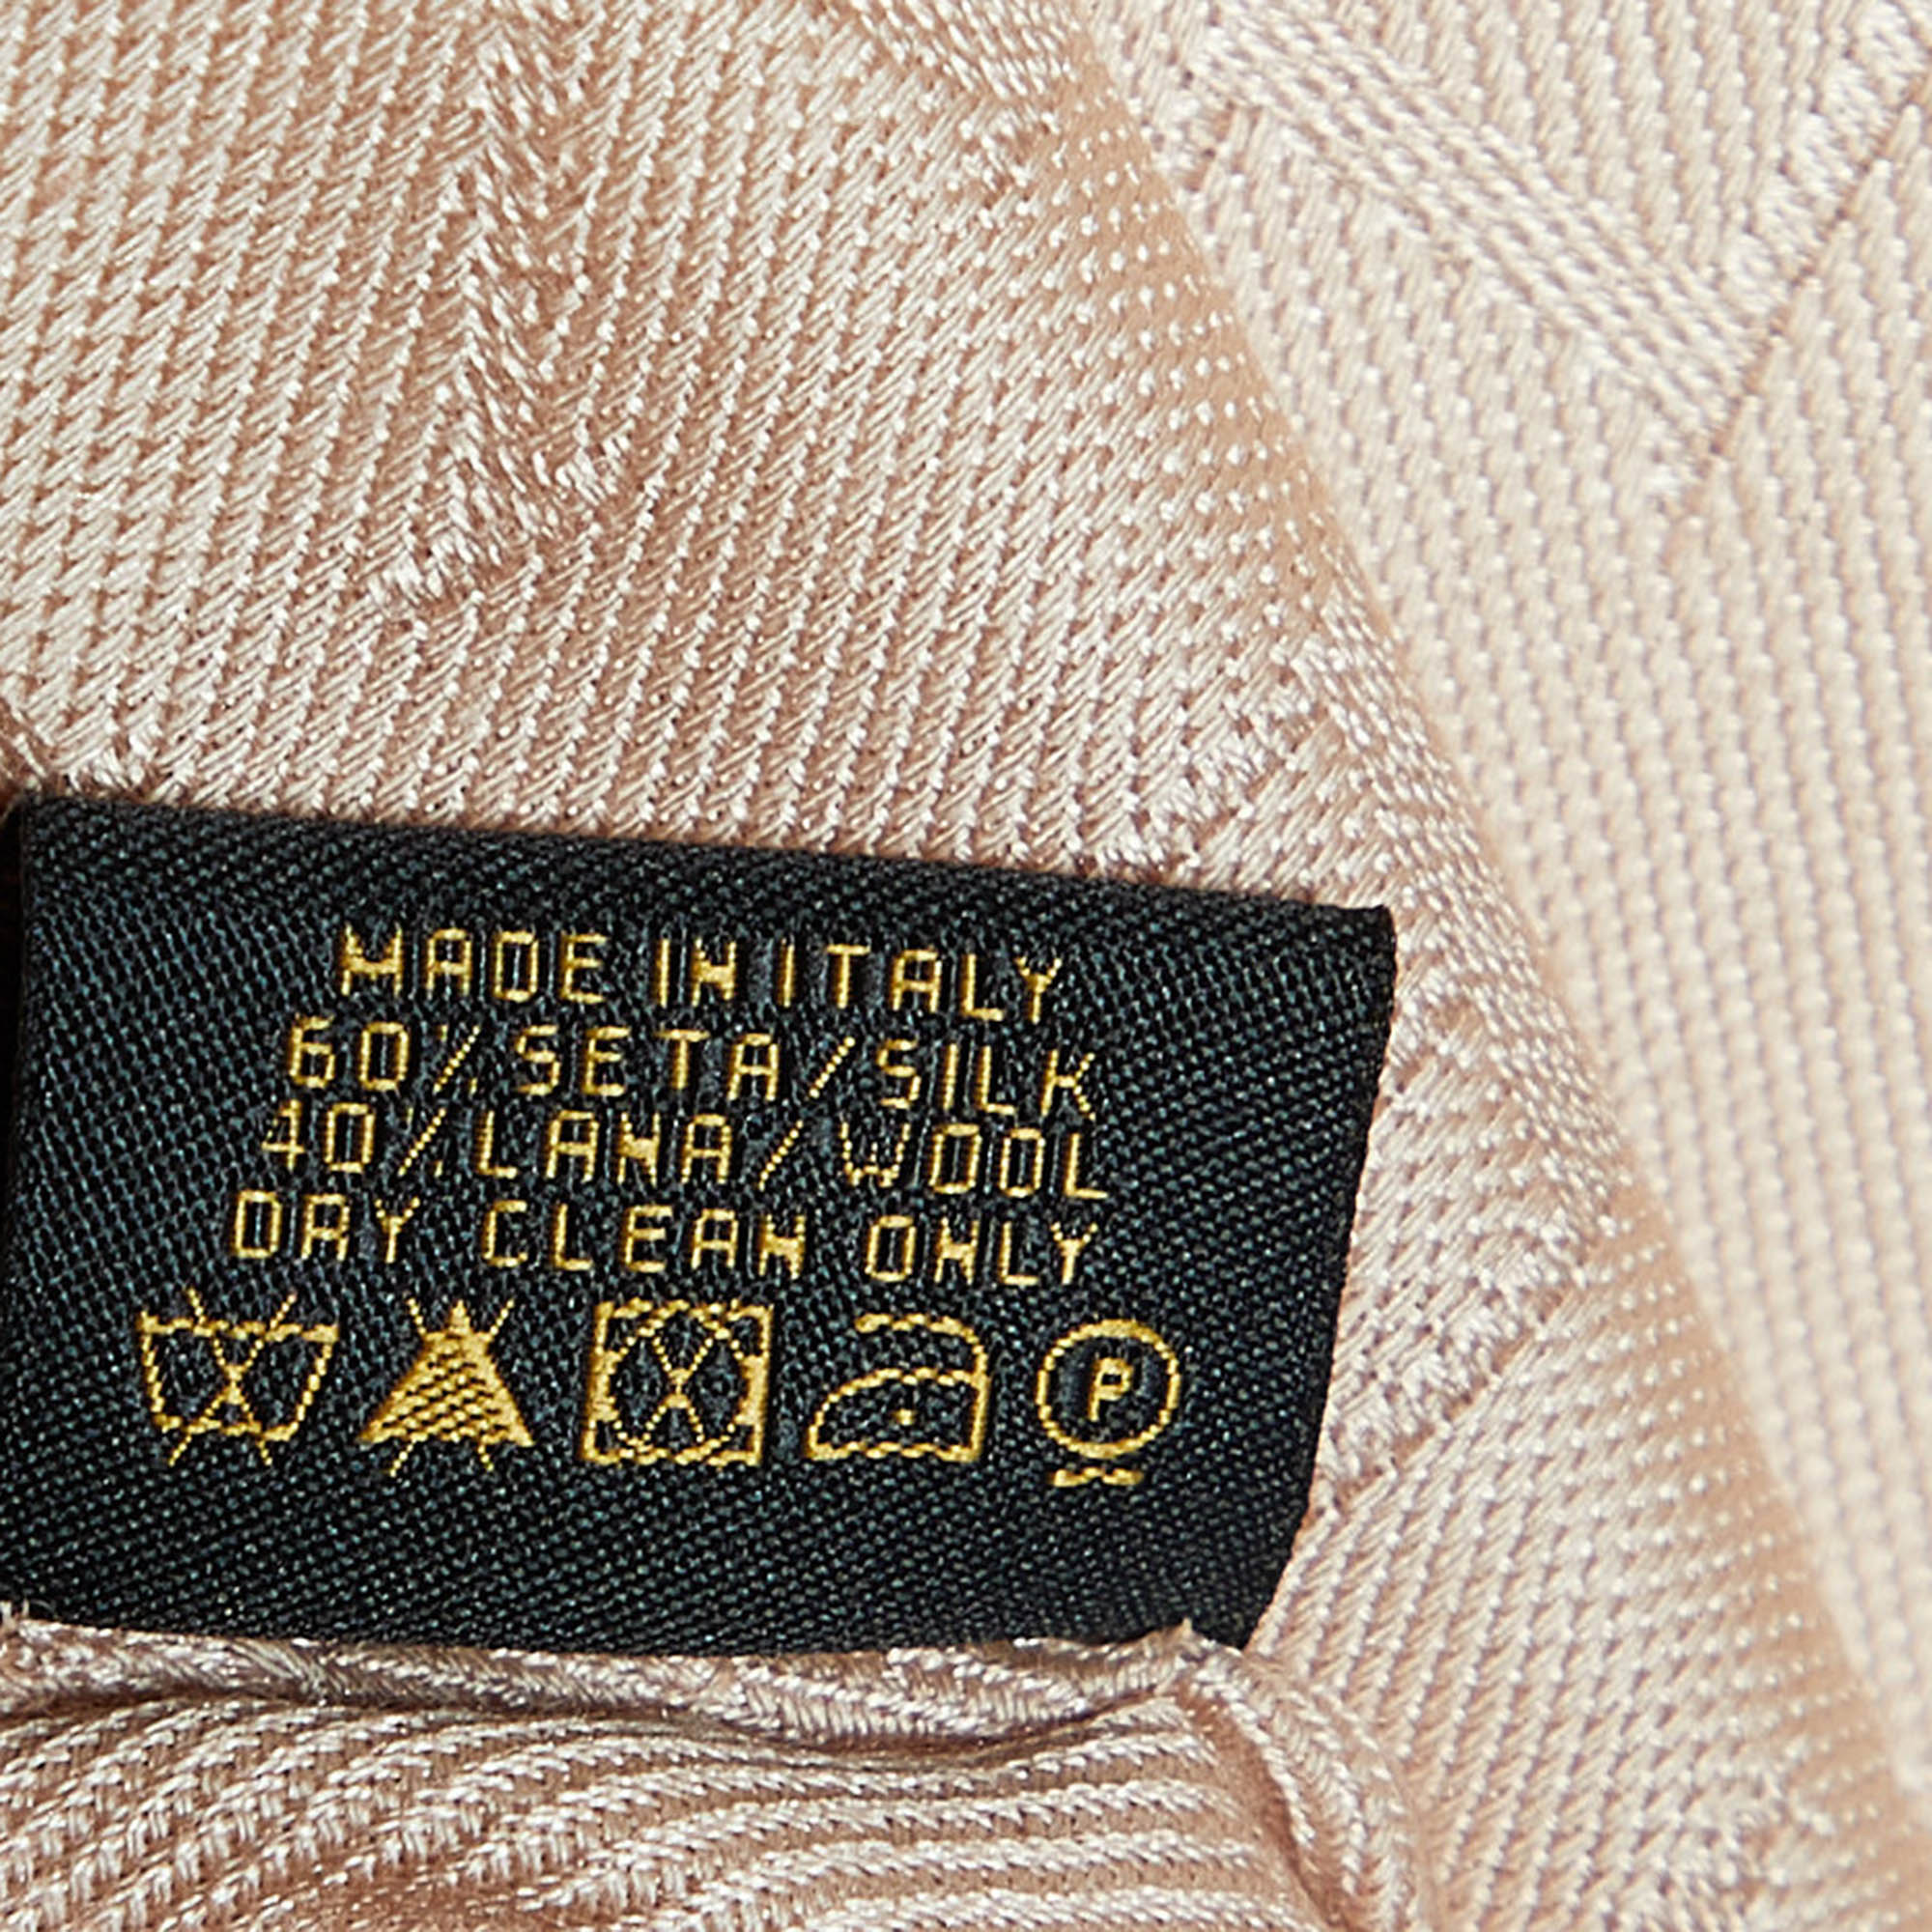 MADE IN ITALY
60% SETA/SILK
40% LANA/WOOL
DRY CLEAN ONLY
P